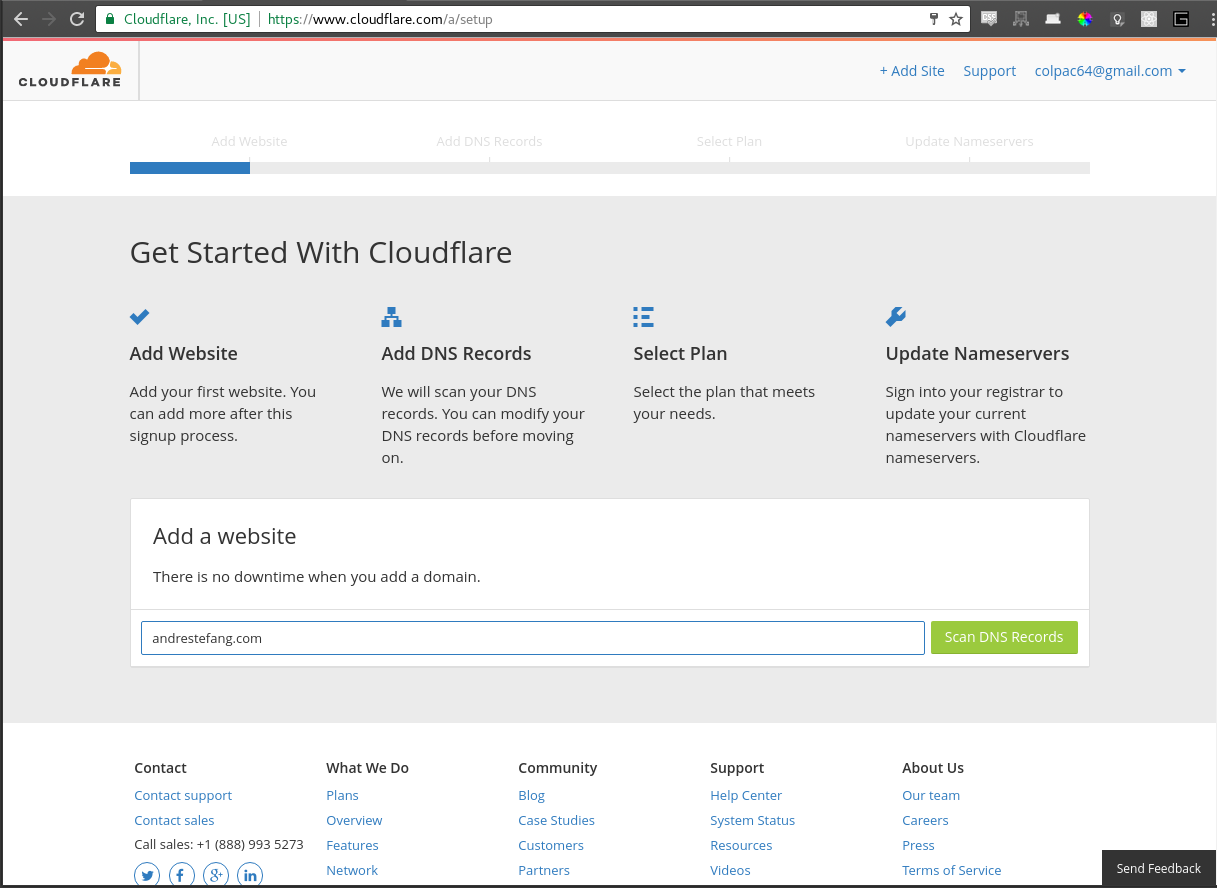 Cloudflare, Inc. [US] https://www.cloudflare.com/a/setup
CLOUDFLARE
+ Add Site Support colpac64@gmail.com
Add Website Add DNS Records Select Plan Update Nameservers
Get Started With Cloudflare
Add Website
Add your first website. You
can add more after this
signup process.
Add DNS Records
We will scan your DNS
records. You can modify your
DNS records before moving
on.
Select Plan
Select the plan that meets
your needs.
Update Nameservers
Sign into your registrar to
update your current
nameservers with Cloudflare
nameservers.
Add a website
There is no downtime when you add a domain.
andrestefang.com
Scan DNS Records
Contact
Contact support
Contact sales
Call sales: +1 (888) 993 5273
What We Do
Plans
Overview
Features
Network
Community
Blog
Case Studies
Customers
Partners
Support
Help Center
System Status
Resources
Videos
About Us
Our team
Careers
Press
Terms of Service
Send Feedback